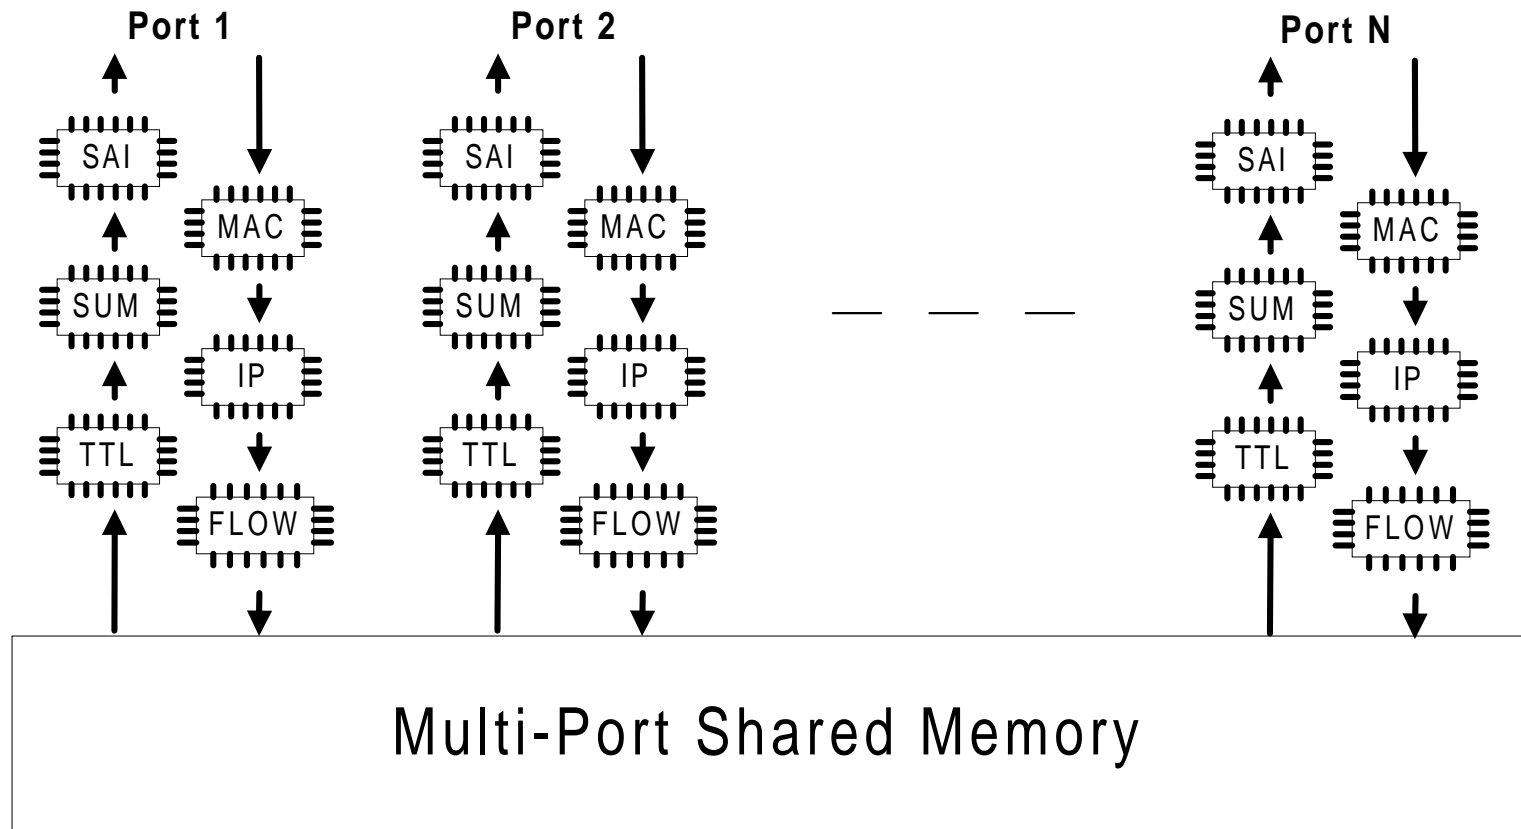 Port 1
Port 2
Port N
SAI
MAC
SUM
IP
TTL
FLOW
SAI
MAC
SUM
IP
TTL
FLOW
SAI
MAC
SUM
IP
TTL
FLOW
Multi-Port Shared Memory